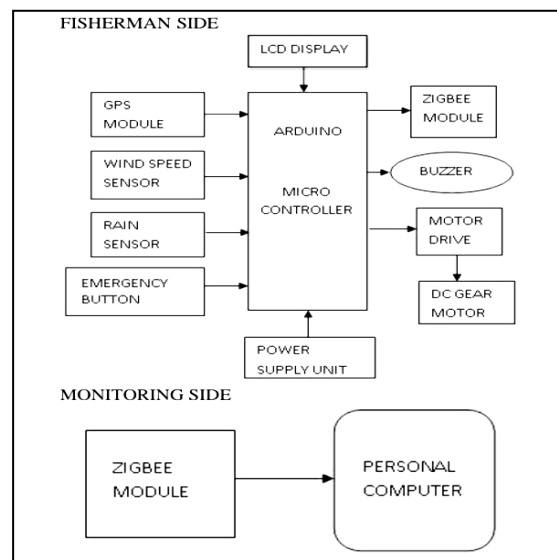 FISHERMAN SIDE
LCD DISPLAY
GPS
MODULE
WIND SPEED
SENSOR
RAIN
SENSOR
EMERGENCY
BUTTON
ARDUINO
MICRO
CONTROLLER
ZIGBEE
MODULE
BUZZER
MOTOR
DRIVE
DC GEAR
MOTOR
POWER
SUPPLY UNIT
MONITORING SIDE
ZIGBEE
MODULE
PERSONAL
COMPUTER